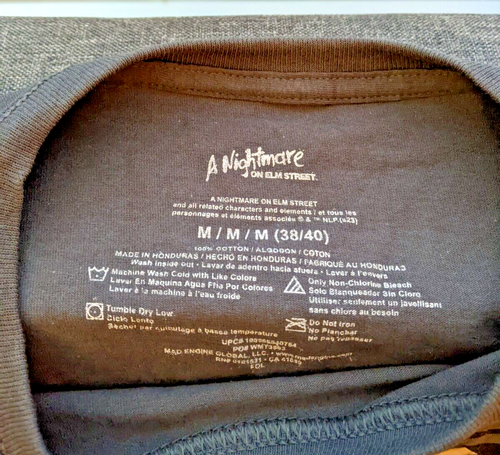 A Nightmare
ON ELM STREET
A NIGHTMARE ON ELM STREET
and all related characters and elements / et tous les
personnages et éléments associés © & ™ NLP. (s23)
M / M / M (38/40)
100% COTTON / ALGODON / COTON
MADE IN HONDURAS / HECHO EN HONDURAS / FABRIQUÉ AU HONDURAS
Wash inside out - Lavar de adentro hacia afuera - Laver à l'envers
Machine Wash Cold with Like Colors
Lavar En Maquina Agua Fria Por Colores
Laver à la machine à l'eau froide
Only Non-Chlorine Bleach
Solo Blanqueador Sin Cloro
Utiliser seulement un javellisant
sans chlore au besoin
Tumble Dry Low
Ciclo Lento
Sécher par culbutage à basse température
Do Not Iron
No Planchar
Ne pas repasser
UPC#
PO# WMT3963
MAD ENGINE GLOBAL, LLC.
RN#
EDL